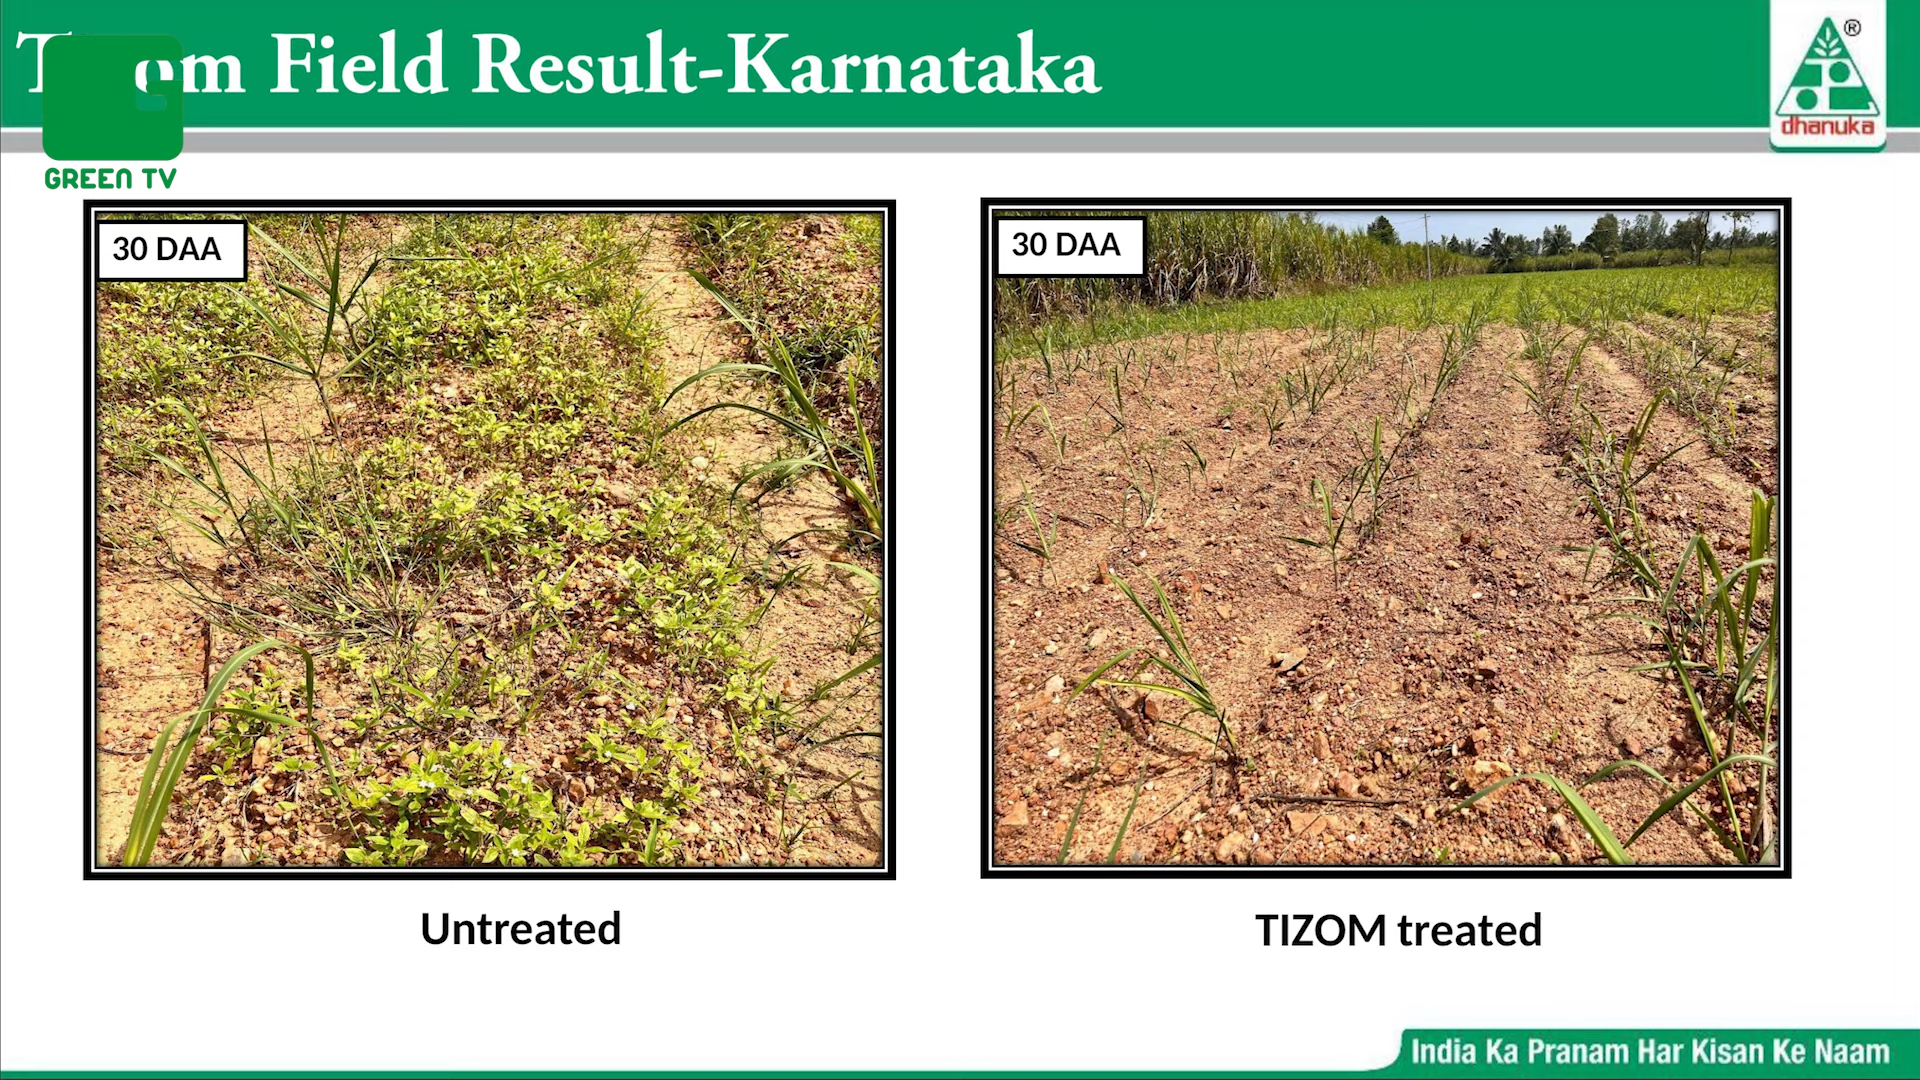 Field Result-Karnataka
®
dhanuka
GREEN TV
30 DAA
30 DAA
Untreated
TIZOM treated
India Ka Pranam Har Kisan Ke Naam